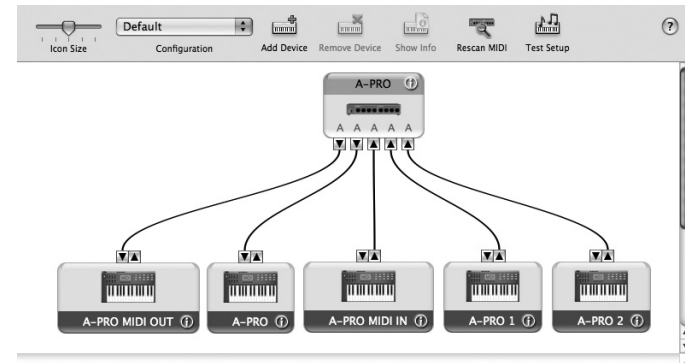 Default
Icon Size
Configuration
Add Device
Remove Device
Show Info
Rescan MIDI
Test Setup
?
A-PRO
A A A A A
A-PRO MIDI OUT
A-PRO
A-PRO MIDI IN
A-PRO 1
A-PRO 2